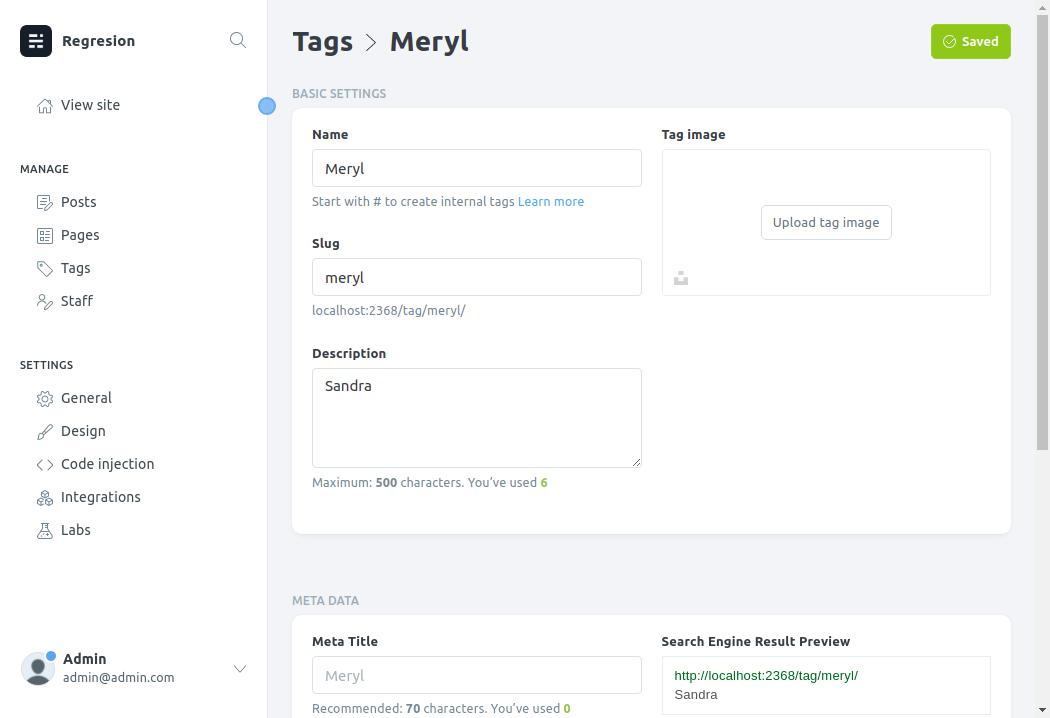 Regresion
View site
MANAGE
Posts
Pages
Tags
Staff
SETTINGS
General
Design
Code injection
Integrations
Labs
Admin
admin@admin.com
Tags > Meryl
Saved
BASIC SETTINGS
Name
Meryl
Start with # to create internal tags Learn more
Slug
meryl
localhost:2368/tag/meryl/
Description
Sandra
Maximum: 500 characters. You’ve used 6
Tag image
Upload tag image
META DATA
Meta Title
Meryl
Recommended: 70 characters. You’ve used 0
Search Engine Result Preview
http://localhost:2368/tag/meryl/
Sandra